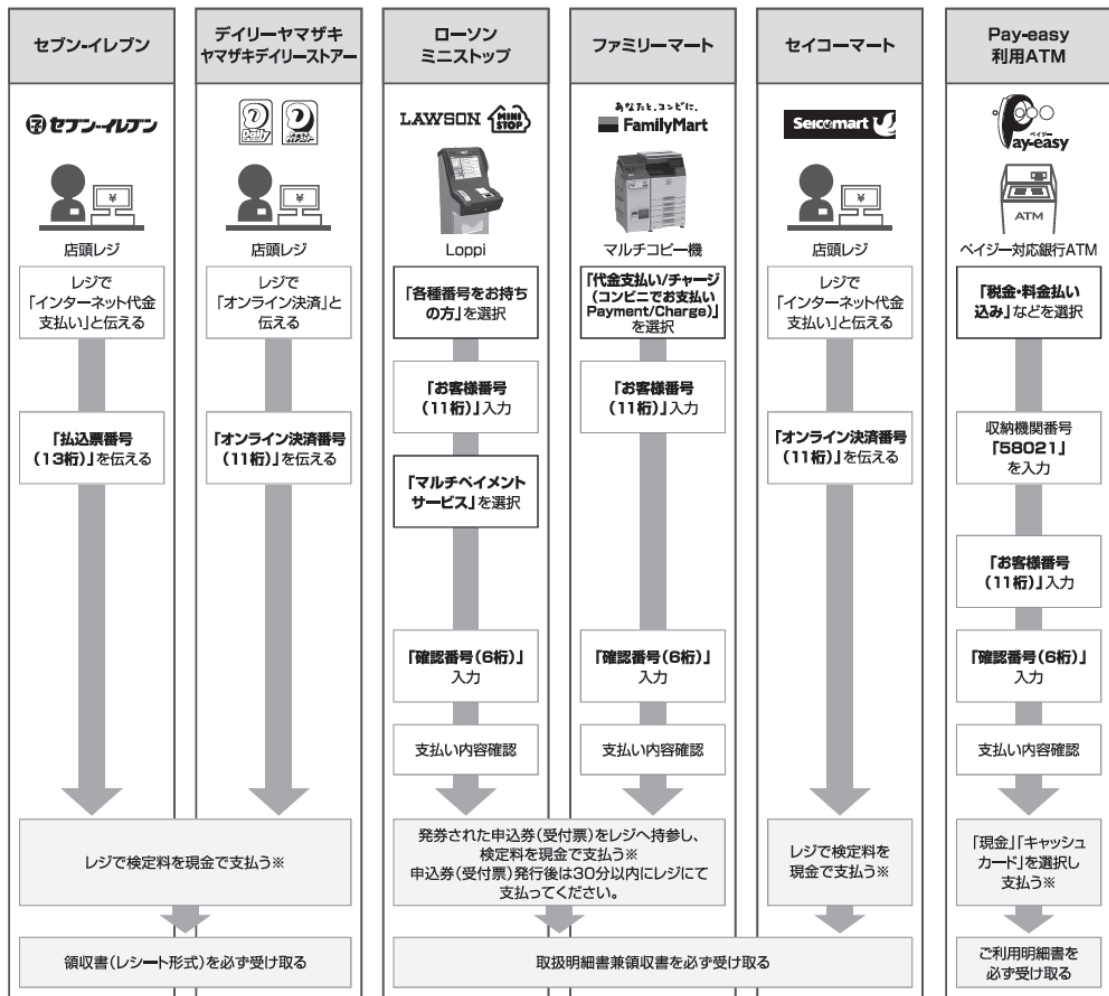 セブン-イレブン
セブン-イレブン
店頭レジ
レジで
「インターネット代金
支払い」と伝える
「払込票番号
(13桁)」を伝える
デイリーヤマザキ
ヤマザキデイリーストアー
Daily
店頭レジ
レジで
「オンライン決済」と
伝える
「オンライン決済番号
(11桁)」を伝える
レジで検定料を現金で支払う※
領収書(レシート形式)を必ず受け取る
ローソン
ミニストップ
LAWSON
MINI
STOP
Loppi
「各種番号をお持ち
の方」を選択
「お客様番号
(11桁)」入力
「マルチペイメント
サービス」を選択
「確認番号(6桁)」
入力
支払い内容確認
ファミリーマート
あなたと、コンビに、
FamilyMart
マルチコピー機
「代金支払い/チャージ
(コンビニでお支払い
Payment/Charge)」
を選択
「お客様番号
(11桁)」入力
「確認番号(6桁)」
入力
支払い内容確認
発券された申込券(受付票)をレジへ持参し、
検定料を現金で支払う※
申込券(受付票)発行後は30分以内にレジにて
支払ってください。
セイコーマート
Seicomart
店頭レジ
レジで
「インターネット代金
支払い」と伝える
「オンライン決済番号
(11桁)」を伝える
レジで検定料を
現金で支払う※
取扱明細書兼領収書を必ず受け取る
Pay-easy
利用ATM
ペイジー
Pay-easy
ATM
ペイジー対応銀行ATM
「税金・料金払い
込み」などを選択
収納機関番号
「58021」
を入力
「お客様番号
(11桁)」入力
「確認番号(6桁)」
入力
支払い内容確認
「現金」「キャッシュ
カード」を選択し
支払う※
ご利用明細書を
必ず受け取る